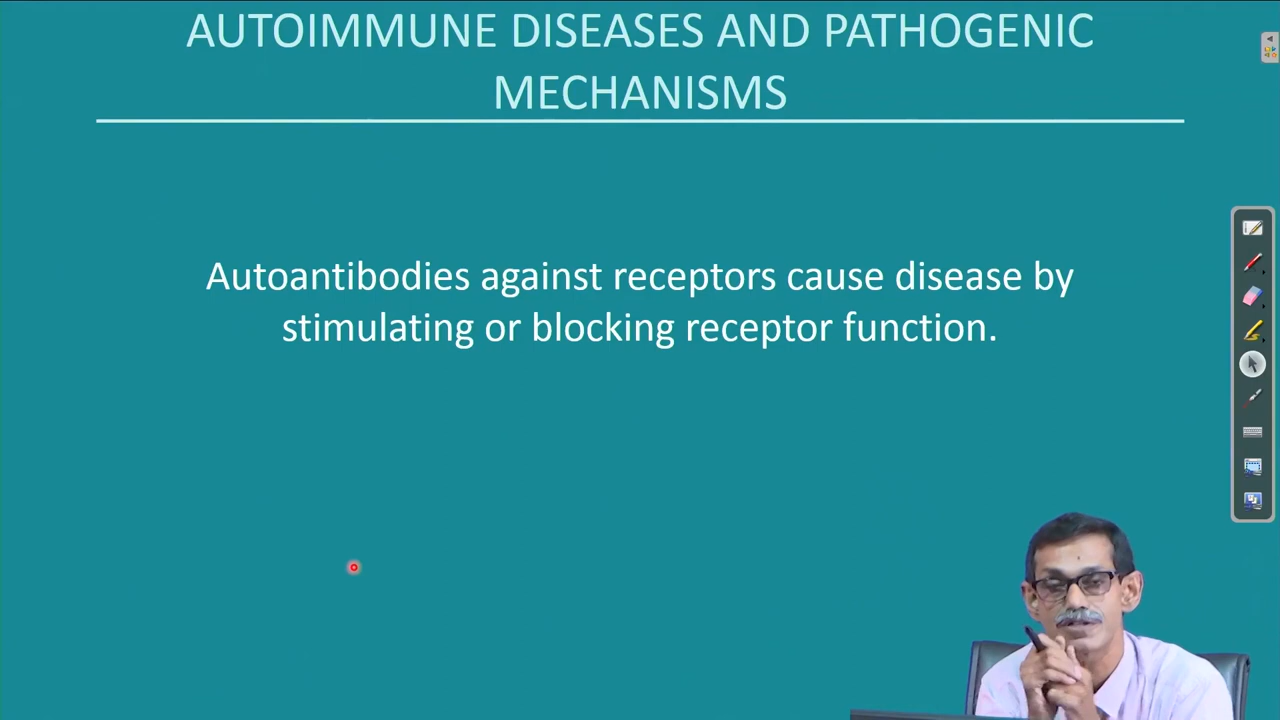 AUTOIMMUNE DISEASES AND PATHOGENIC
MECHANISMS
Autoantibodies against receptors cause disease by
stimulating or blocking receptor function.